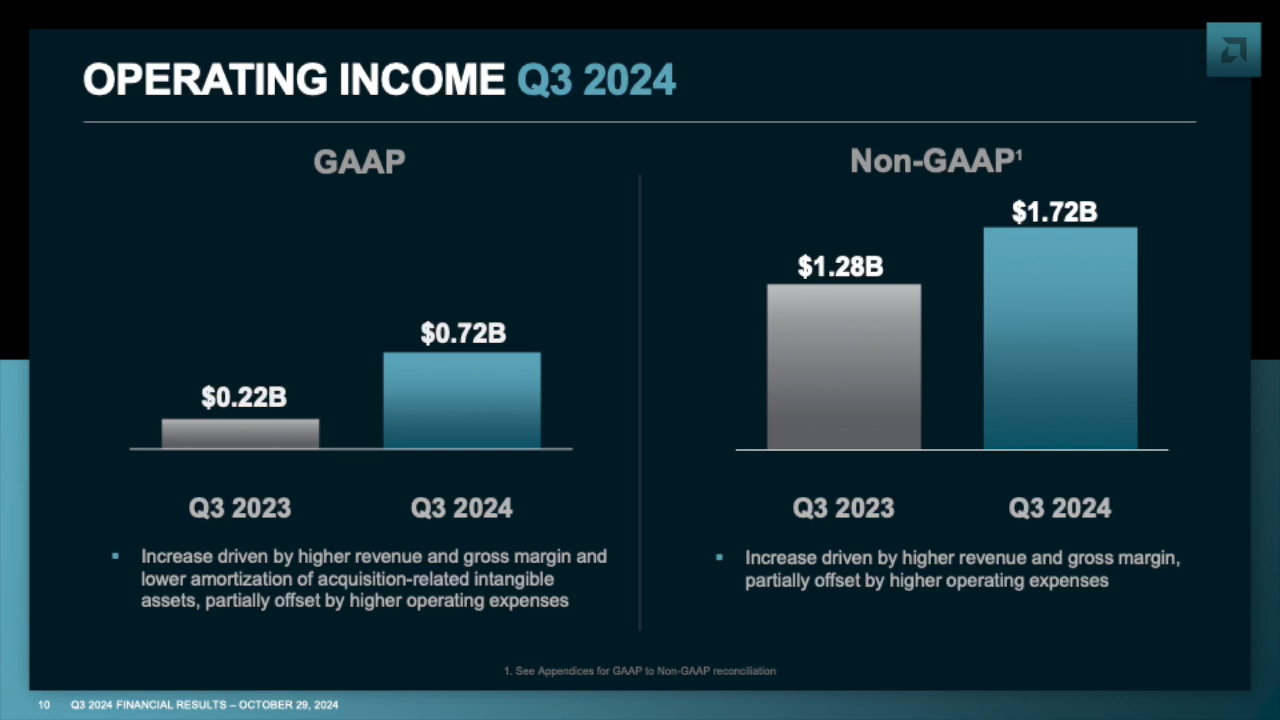 OPERATING INCOME Q3 2024
GAAP
$0.22B
$0.72B
Q3 2023
Q3 2024
▪ Increase driven by higher revenue and gross margin and
lower amortization of acquisition-related intangible
assets, partially offset by higher operating expenses
Non-GAAP¹
$1.28B
$1.72B
Q3 2023
Q3 2024
▪ Increase driven by higher revenue and gross margin,
partially offset by higher operating expenses
1. See Appendices for GAAP to Non-GAAP reconciliation
10 Q3 2024 FINANCIAL RESULTS – OCTOBER 29, 2024